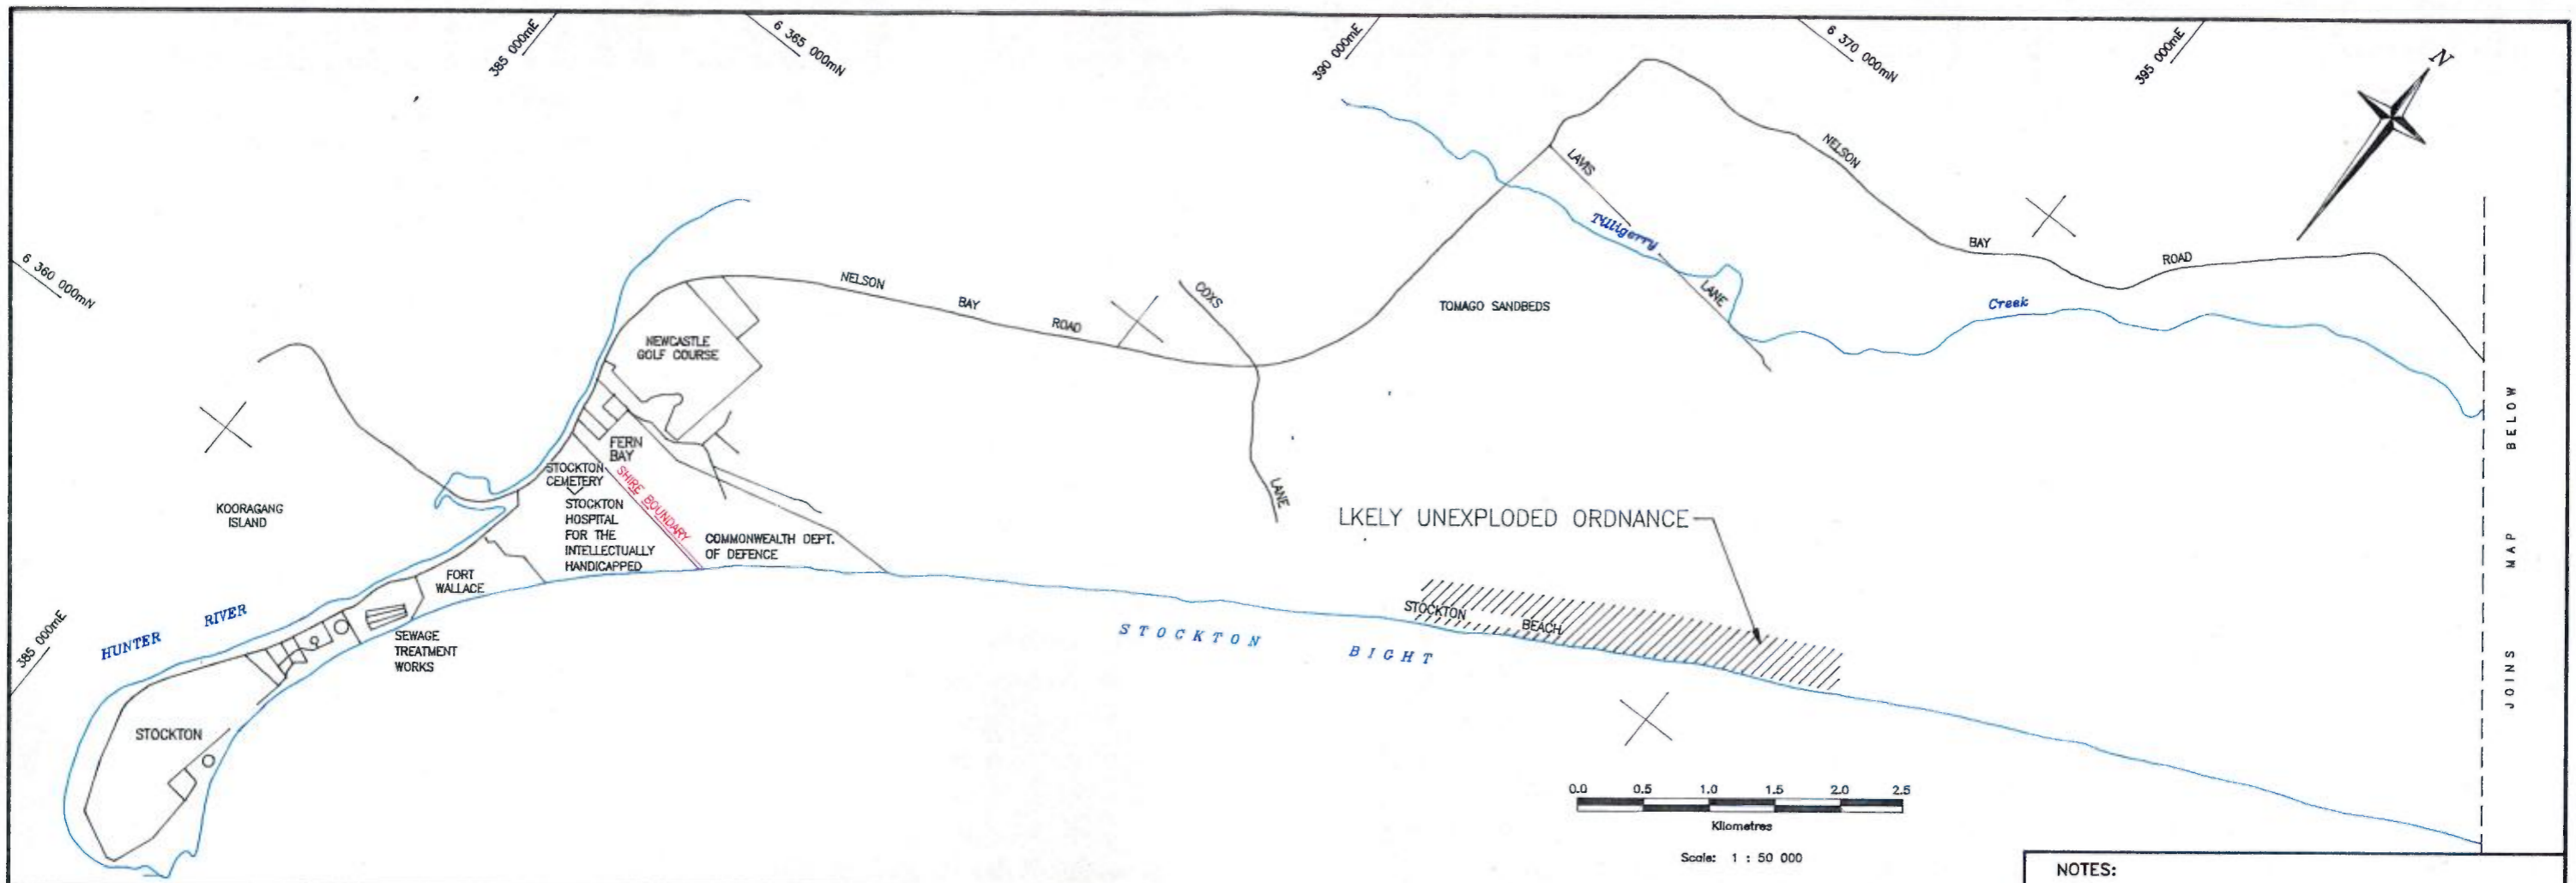 385 000mE
6 365 000mN
390 000mE
6 370 000mN
395 000mE
N
6 360 000mN
385 000mE
NELSON
BAY
ROAD
COXS
LANE
LAVIS
LANE
Tilligerry
Creek
NELSON
BAY
ROAD
TOMAGO SANDBEDS
NEWCASTLE
GOLF COURSE
FERN
BAY
STOCKTON
CEMETERY
SHIRE BOUNDARY
STOCKTON
HOSPITAL
FOR THE
INTELLECTUALLY
HANDICAPPED
COMMONWEALTH DEPT.
OF DEFENCE
KOORAGANG
ISLAND
FORT
WALLACE
HUNTER RIVER
SEWAGE
TREATMENT
WORKS
STOCKTON
LKELY UNEXPLODED ORDNANCE
STOCKTON
BEACH
STOCKTON BIGHT
JOINS MAP BELOW
0.0 0.5 1.0 1.5 2.0 2.5
Kilometres
Scale: 1 : 50 000
NOTES: